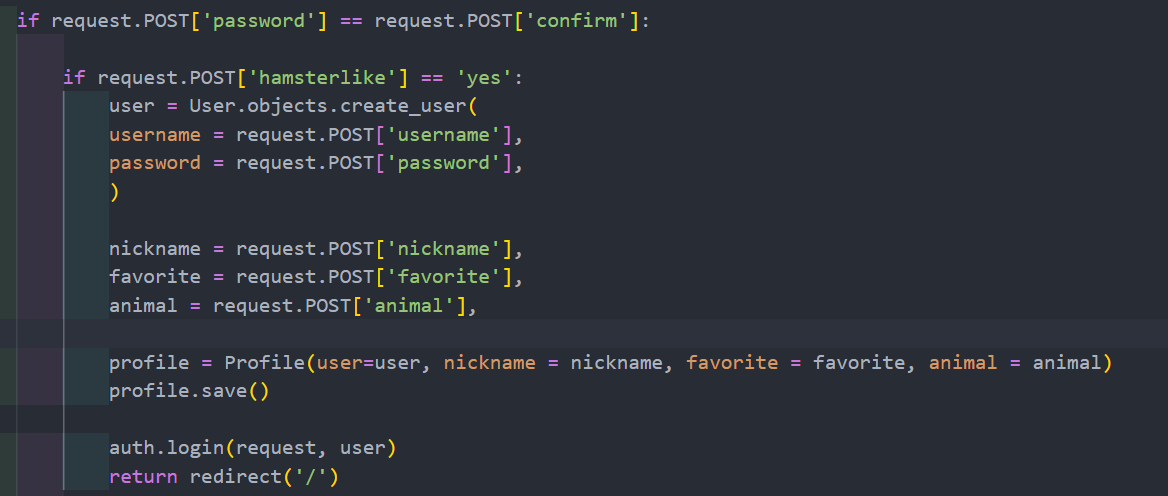 if request.POST['password'] == request.POST['confirm']:
if request.POST['hamsterlike'] == 'yes':
user = User.objects.create_user(
username = request.POST['username'],
password = request.POST['password'],
)
nickname = request.POST['nickname'],
favorite = request.POST['favorite'],
animal = request.POST['animal'],
profile = Profile(user=user, nickname = nickname, favorite = favorite, animal = animal)
profile.save()
auth.login(request, user)
return redirect('/')